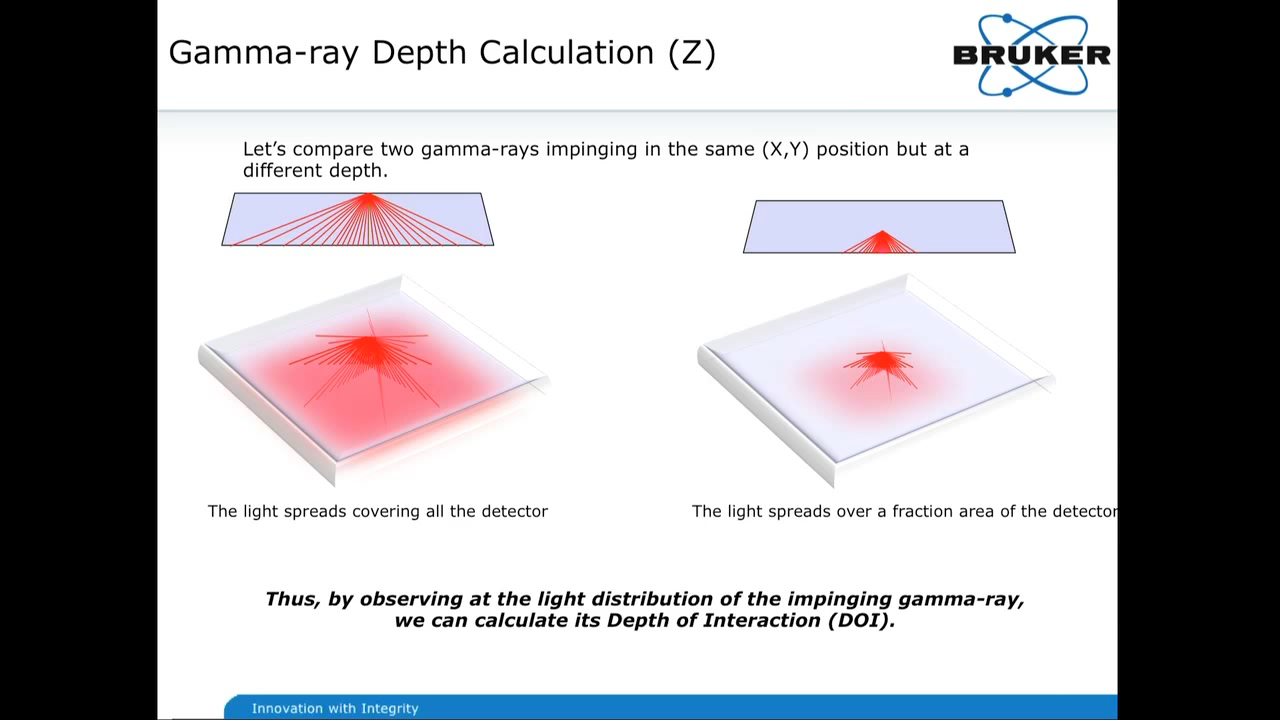 Gamma-ray Depth Calculation (Z)
BRUKER
Let's compare two gamma-rays impinging in the same (X,Y) position but at a
different depth.
The light spreads covering all the detector
The light spreads over a fraction area of the detector
Thus, by observing at the light distribution of the impinging gamma-ray,
we can calculate its Depth of Interaction (DOI).
Innovation with Integrity